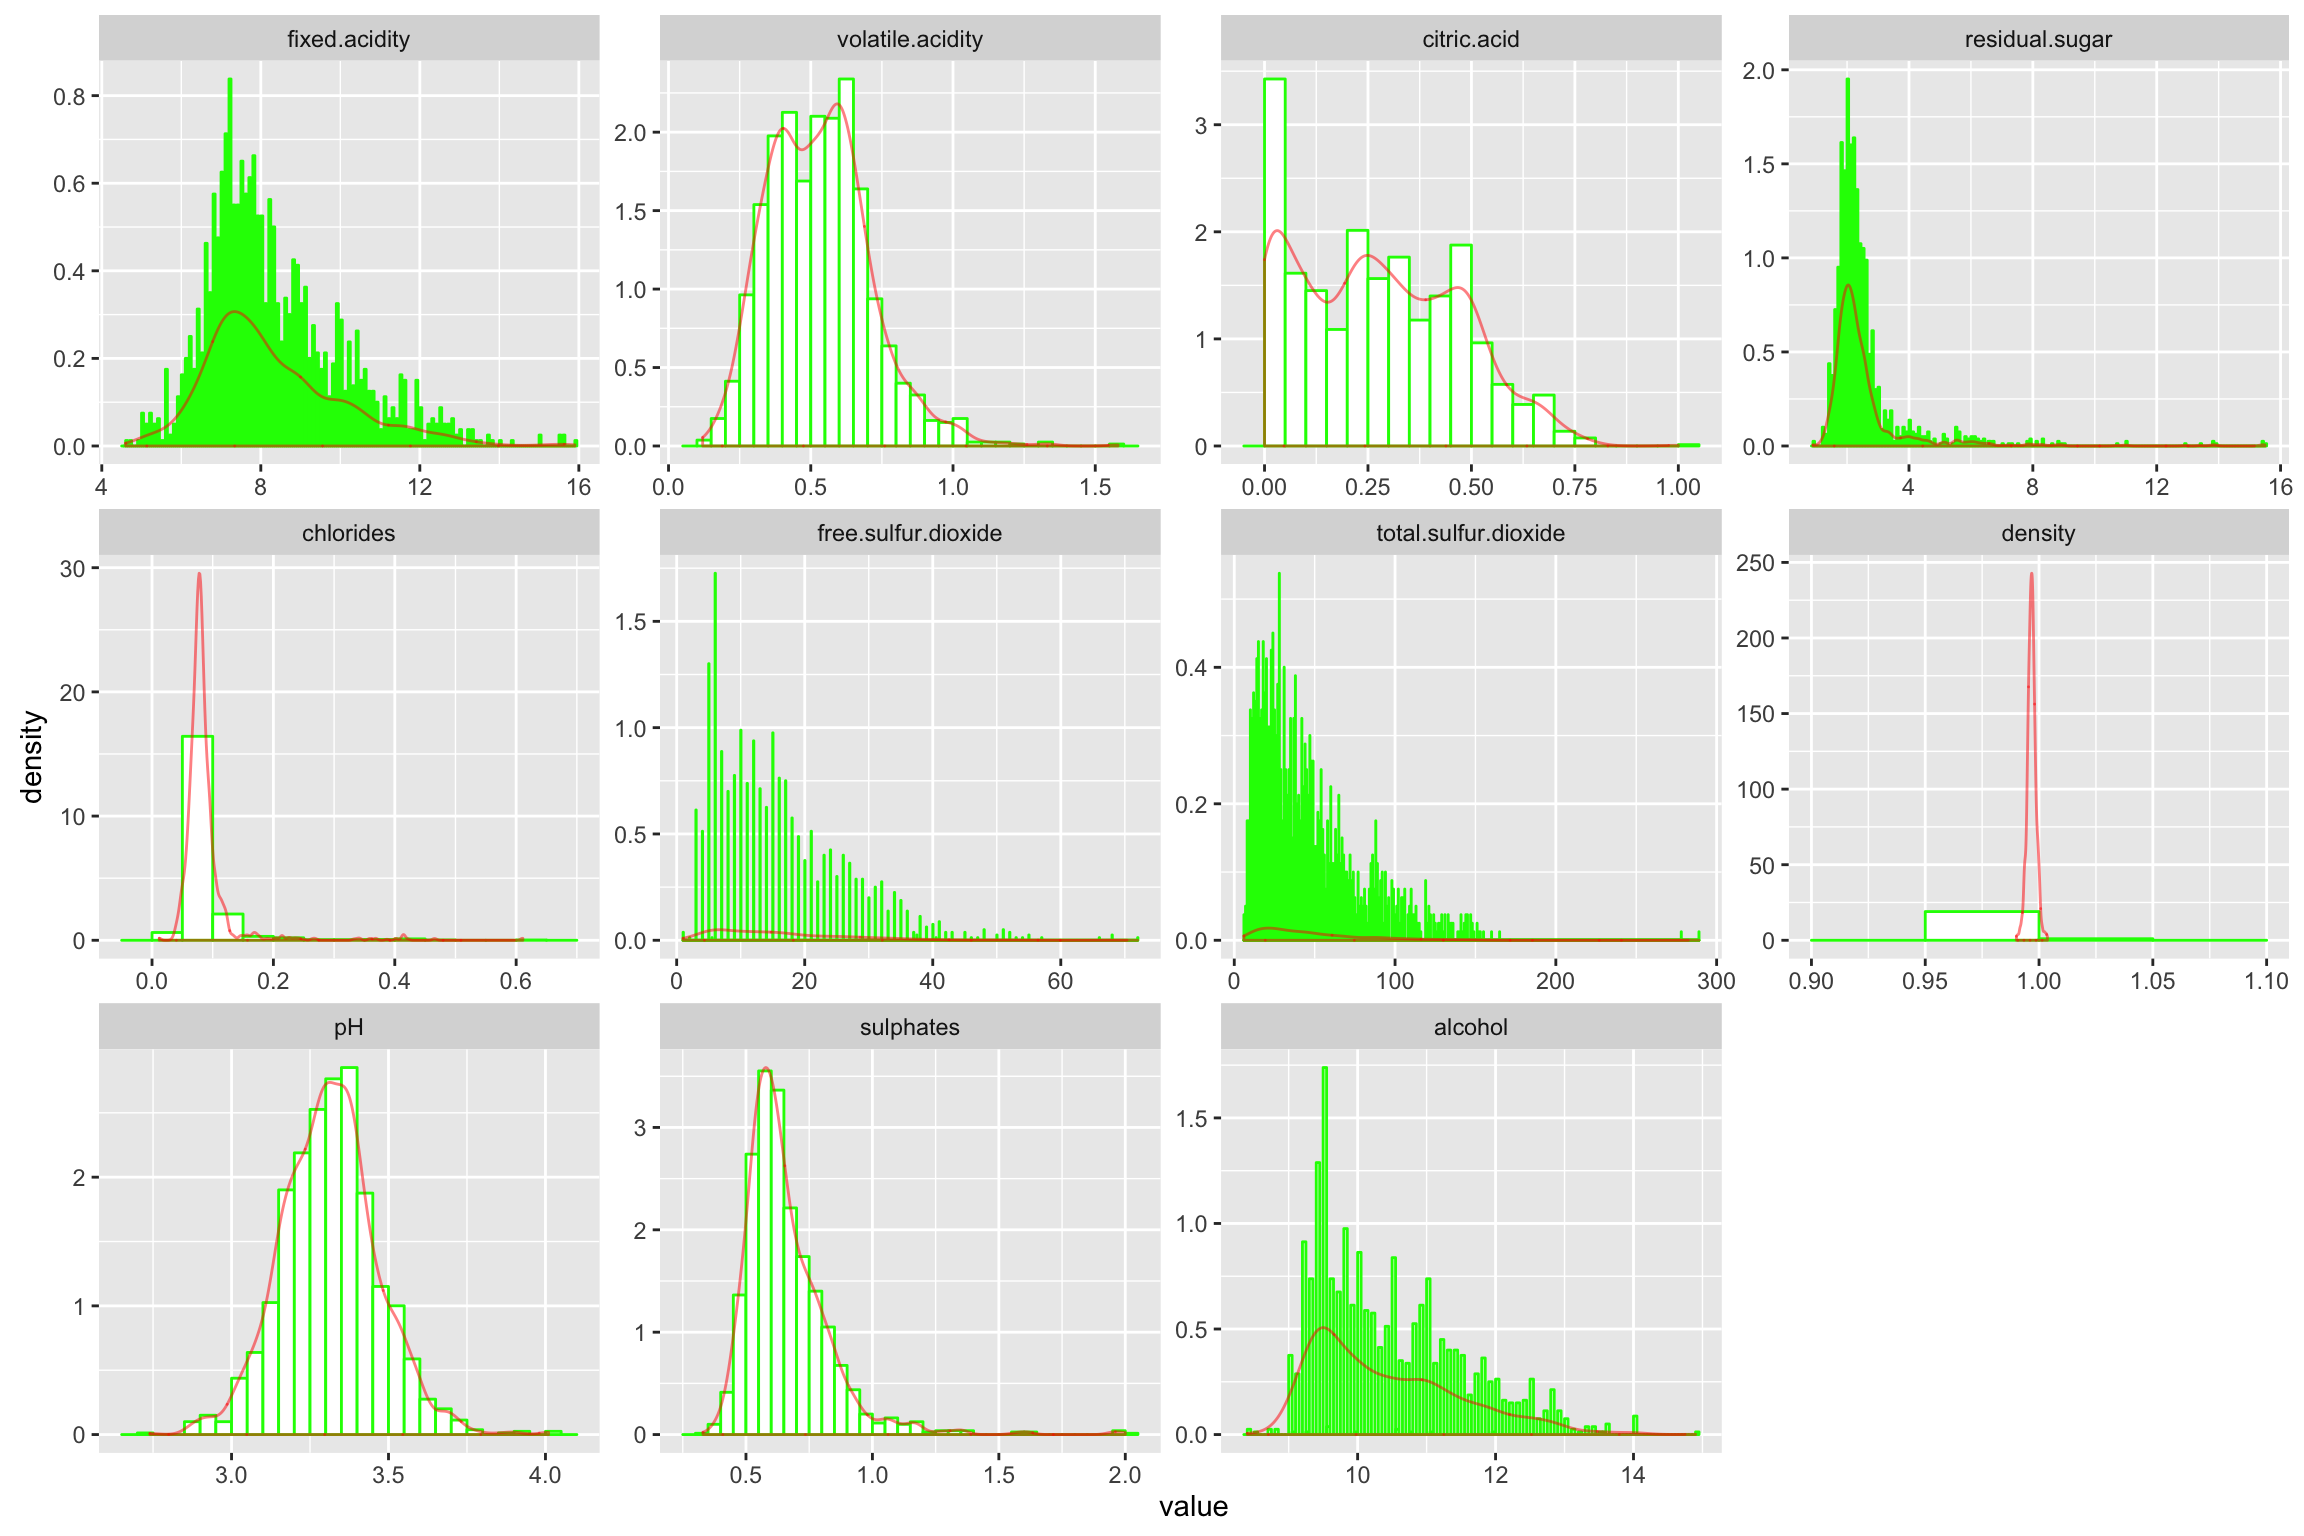 fixed.acidity
volatile.acidity
citric.acid
residual.sugar
0.8
0.6
0.4
0.2
0.0
2.0
1.5
1.0
0.5
0.0
3
2
1
0
2.0
1.5
1.0
0.5
0.0
4 8 12 16
0.0 0.5 1.0 1.5
0.00 0.25 0.50 0.75 1.00
4 8 12 16
chlorides
free.sulfur.dioxide
total.sulfur.dioxide
density
30
20
10
0
1.5
1.0
0.5
0.0
0.4
0.2
0.0
250
200
150
100
50
0
0.0 0.2 0.4 0.6
0 20 40 60
0 100 200 300
0.90 0.95 1.00 1.05 1.10
density
pH
sulphates
alcohol
2
1
0
3
2
1
0
1.5
1.0
0.5
0.0
3.0 3.5 4.0
0.5 1.0 1.5 2.0
10 12 14
value